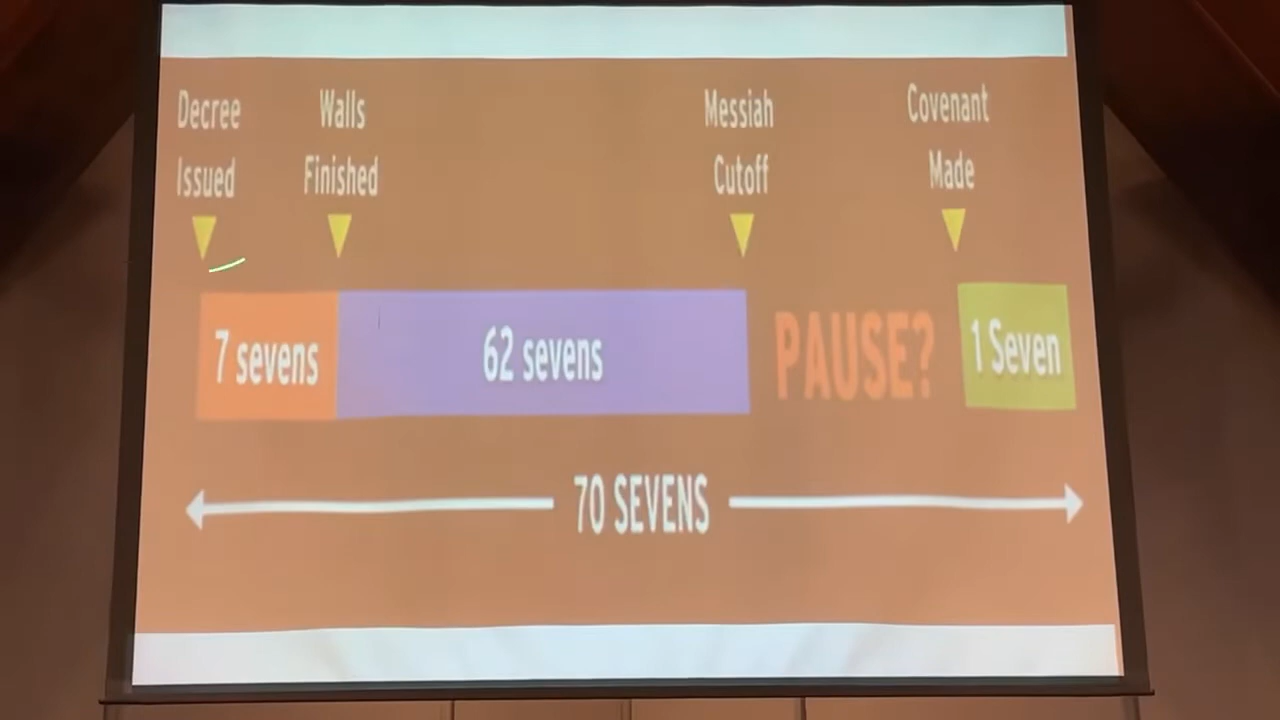 Decree
Issued
Walls
Finished
Messiah
Cutoff
Covenant
Made
7 sevens
62 sevens
PAUSE?
1 Seven
70 SEVENS